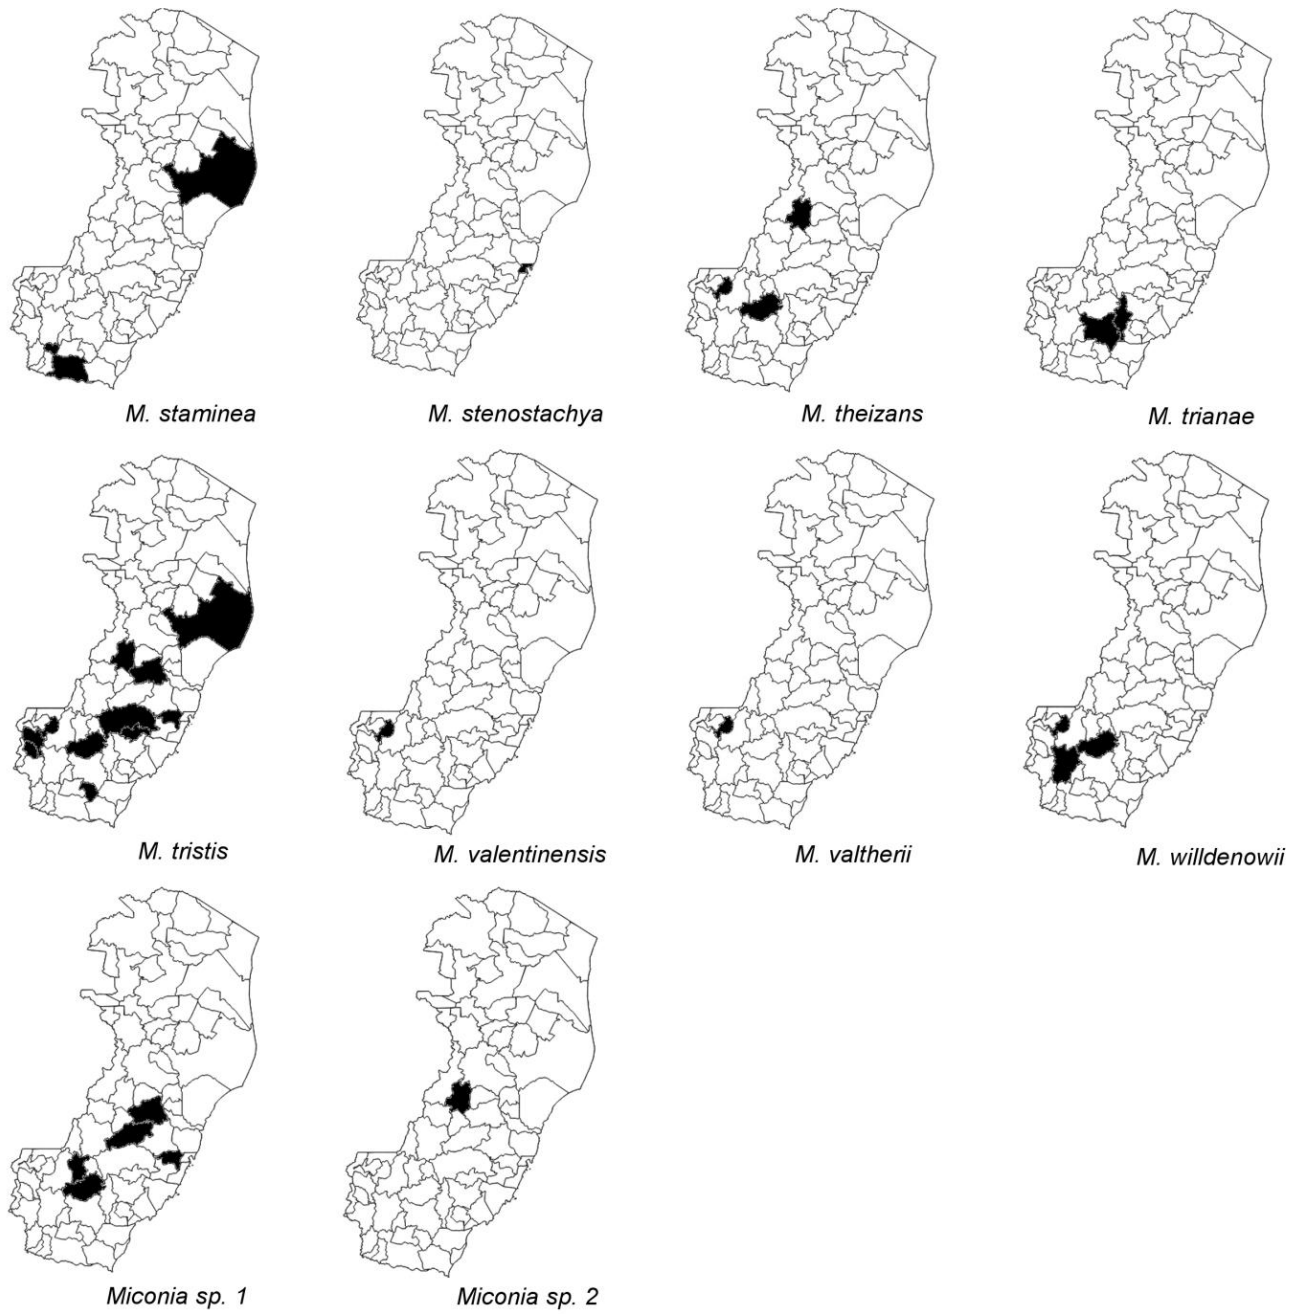 M. staminea
M. stenostachya
M. theizans
M. trianae
M. tristis
M. valentinensis
M. valtherii
M. willdenowii
Miconia sp. 1
Miconia sp. 2